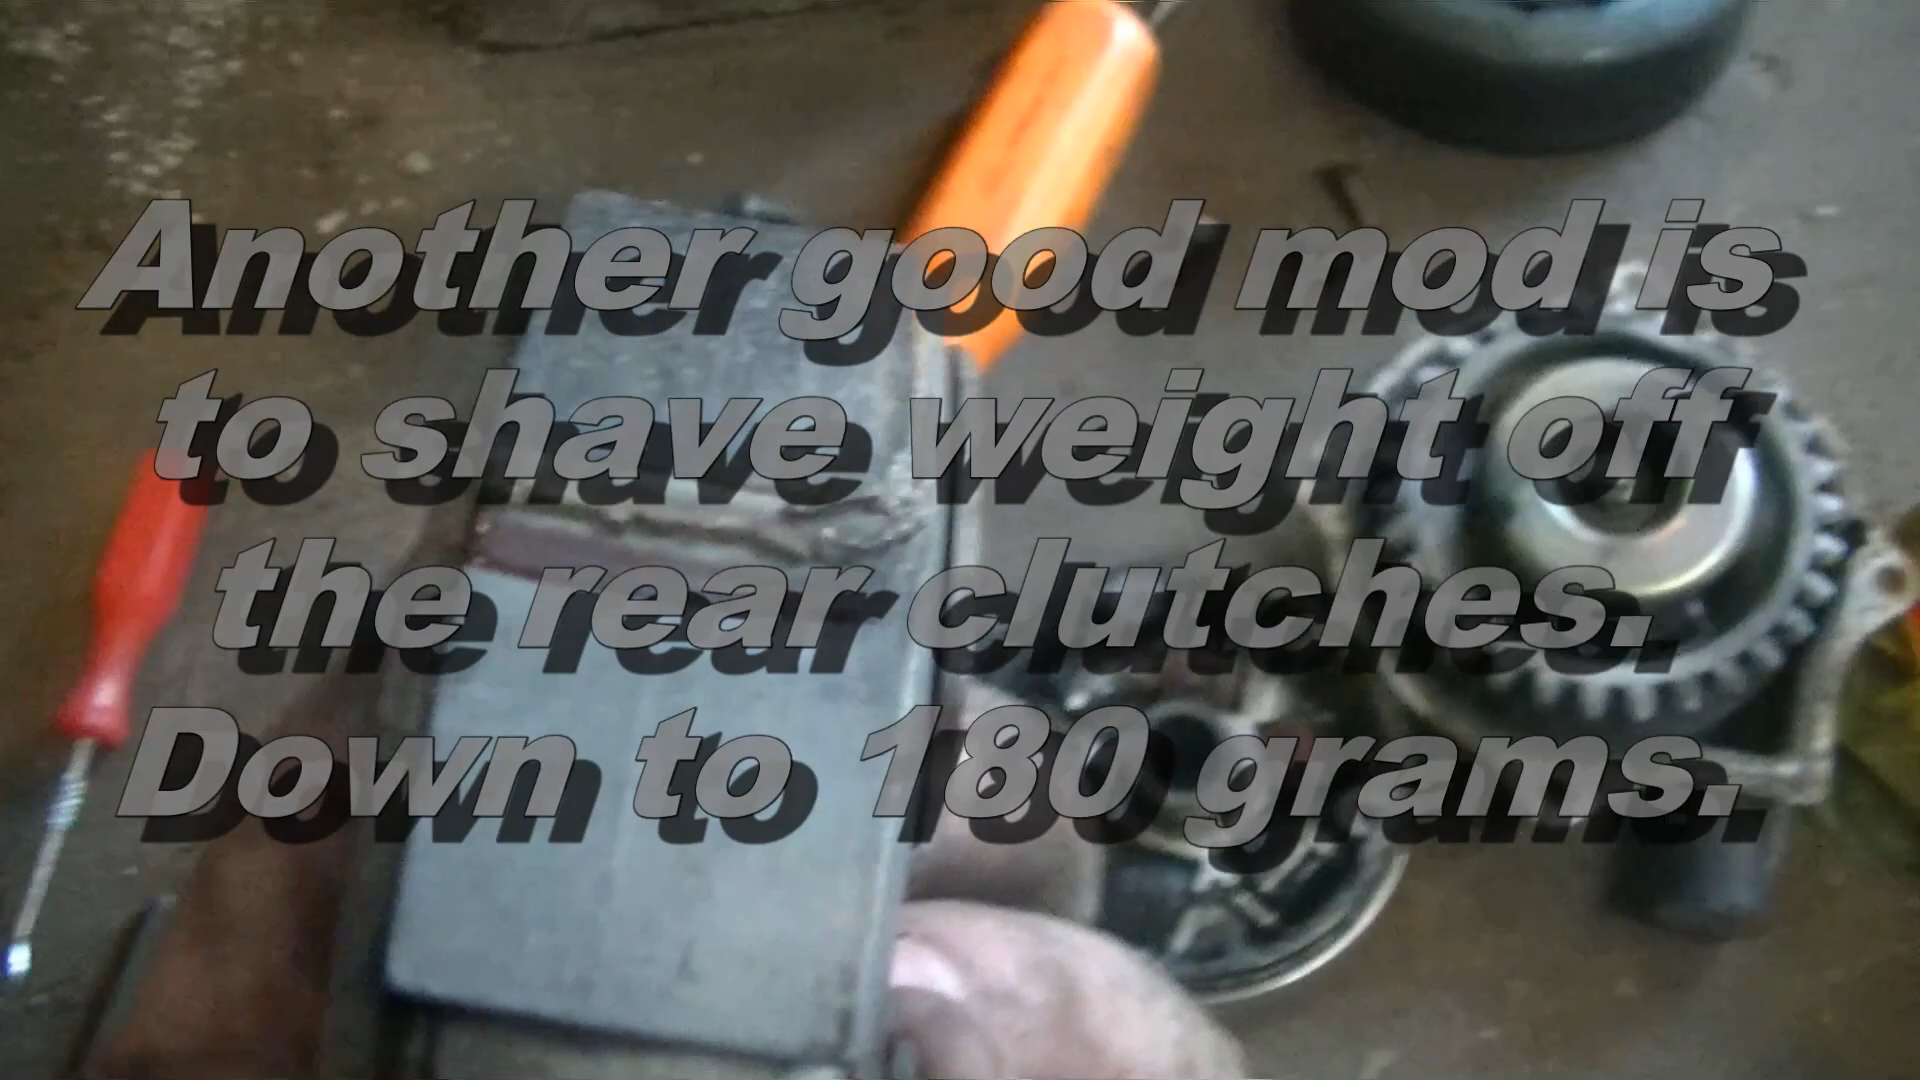 Another good mod is
to shave weight off
the rear clutches.
Down to 180 grams.